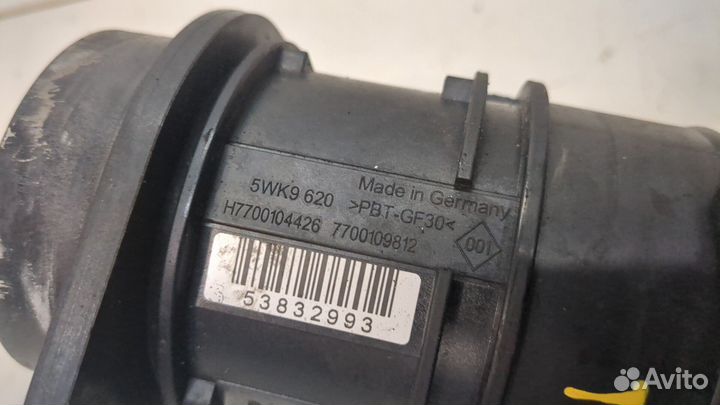 5WK9 620 Made in Germany
>PBT-GF30<
H7700104426 7700109812 001
53832993
Avito